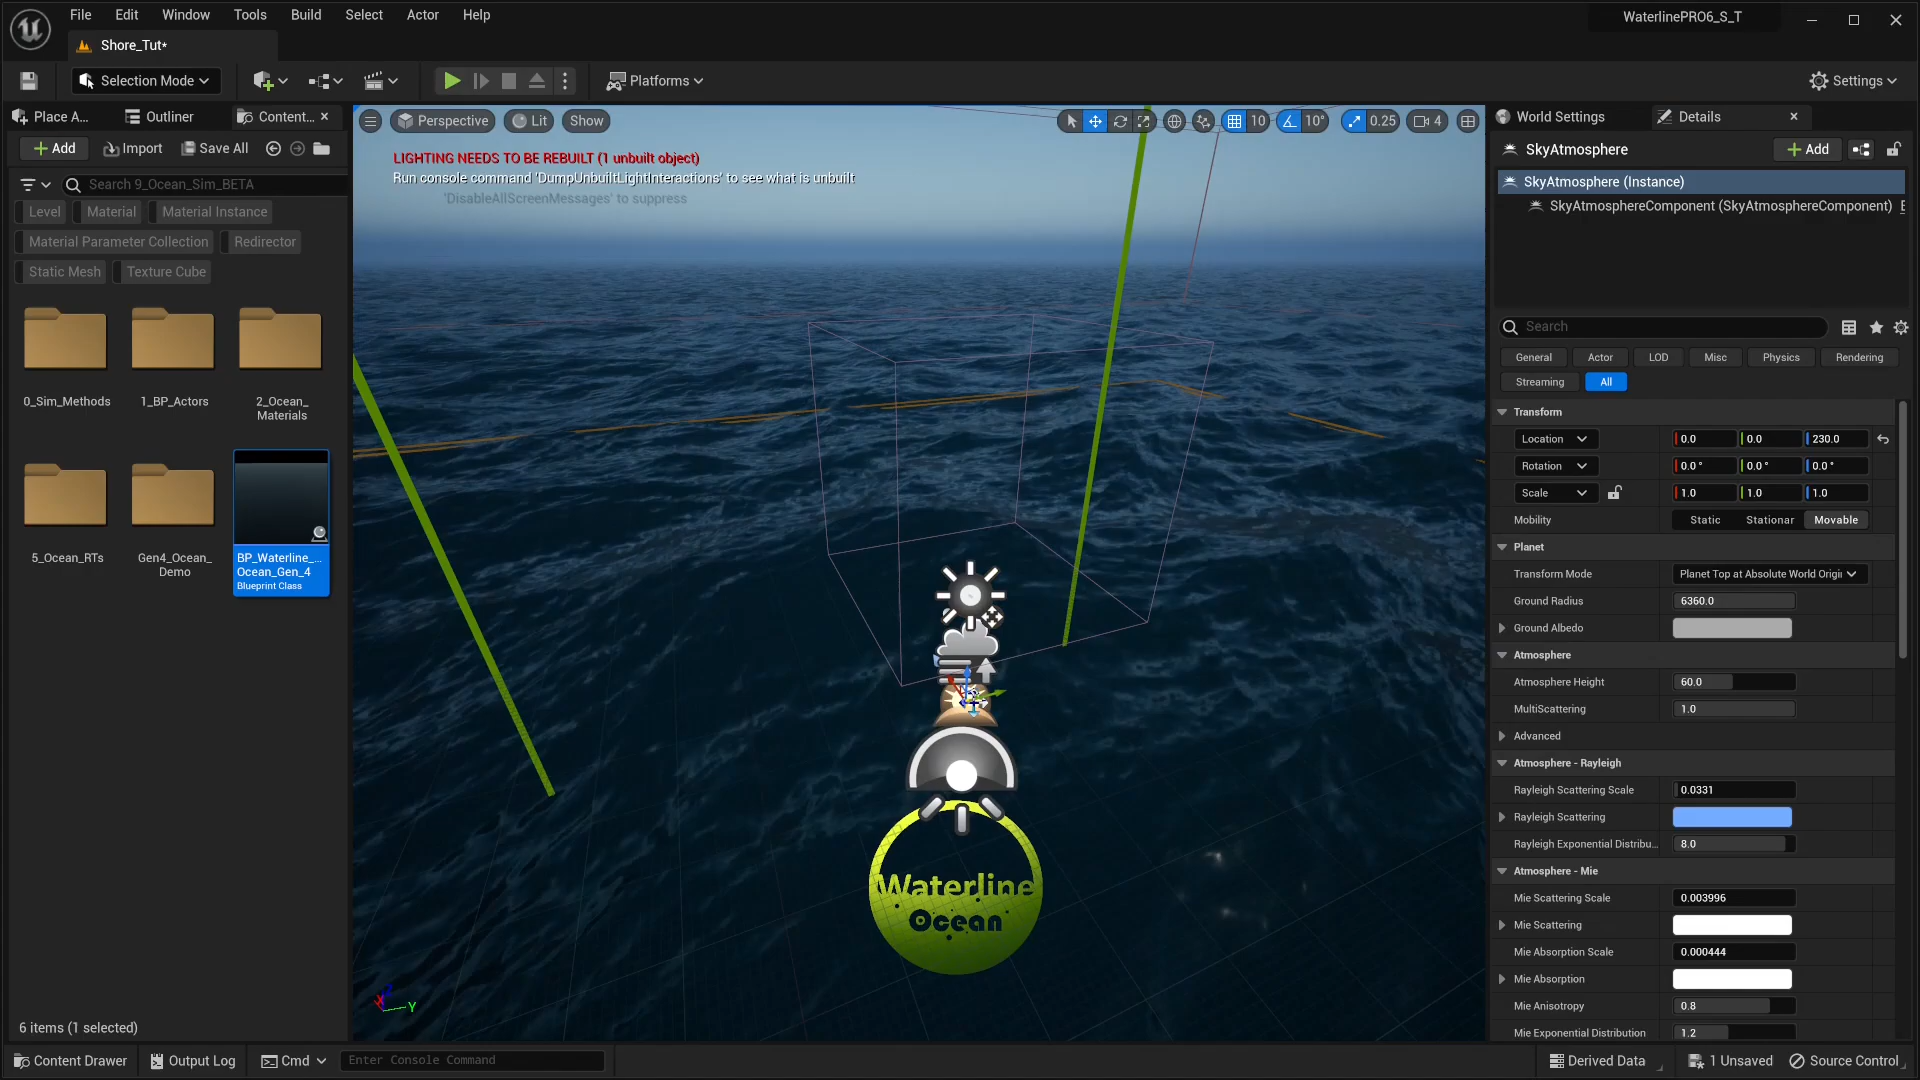 File Edit Window Tools Build Select Actor Help
WaterlinePRO6_S_T
Shore_Tut*
Selection Mode
Platforms
Settings
Place A...
Outliner
Content...
Add
Import
Save All
Search 9_Ocean_Sim_BETA
Level
Material
Material Instance
Material Parameter Collection
Redirector
Static Mesh
Texture Cube
0_Sim_Methods
1_BP_Actors
2_Ocean_
Materials
5_Ocean_RTs
Gen4_Ocean_
Demo
BP_Waterline_...
Ocean_Gen_4
Blueprint Class
6 items (1 selected)
Perspective
Lit
Show
10
10°
0.25
4
LIGHTING NEEDS TO BE REBUILT (1 unbuilt object)
Run console command 'DumpUnbuiltLightInteractions' to see what is unbuilt
'DisableAllScreenMessages' to suppress
Waterline
Ocean
X
Y
World Settings
Details
SkyAtmosphere
Add
SkyAtmosphere (Instance)
SkyAtmosphereComponent (SkyAtmosphereComponent)
Search
General
Actor
LOD
Misc
Physics
Rendering
Streaming
All
Transform
Location 0.0 0.0 230.0
Rotation 0.0° 0.0° 0.0°
Scale 1.0 1.0 1.0
Mobility Static Stationar Movable
Planet
Transform Mode Planet Top at Absolute World Origi
Ground Radius 6360.0
Ground Albedo
Atmosphere
Atmosphere Height 60.0
MultiScattering 1.0
Advanced
Atmosphere - Rayleigh
Rayleigh Scattering Scale 0.0331
Rayleigh Scattering
Rayleigh Exponential Distribu... 8.0
Atmosphere - Mie
Mie Scattering Scale 0.003996
Mie Scattering
Mie Absorption Scale 0.000444
Mie Absorption
Mie Anisotropy 0.8
Mie Exponential Distribution 1.2
Content Drawer
Output Log
Cmd
Enter Console Command
Derived Data
1 Unsaved
Source Control